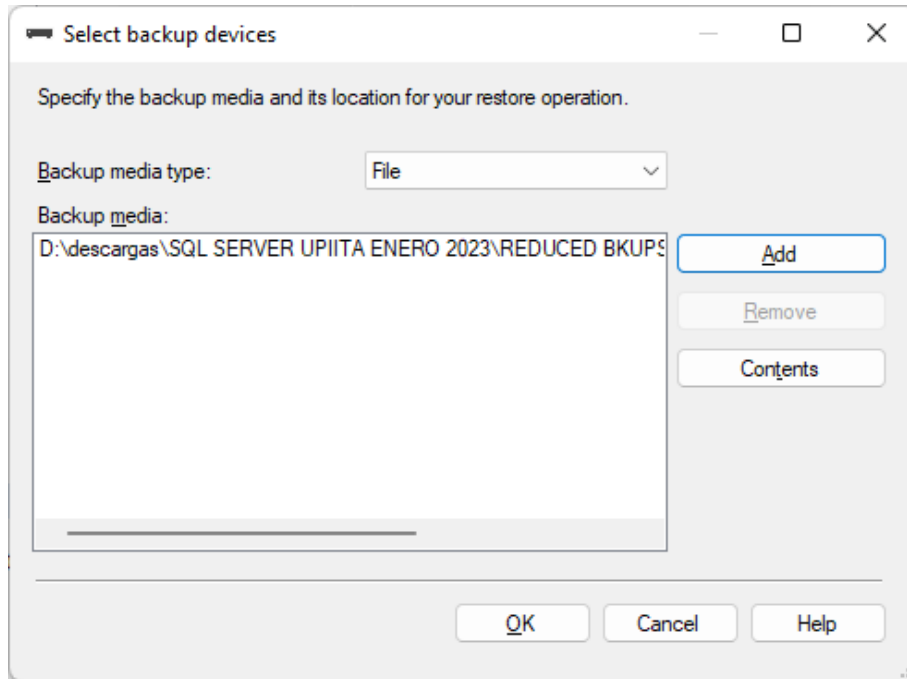 Select backup devices
Specify the backup media and its location for your restore operation.
Backup media type: File
Backup media:
D:\descargas\SQL SERVER UPIITA ENERO 2023\REDUCED BKUPS
Add
Remove
Contents
OK Cancel Help